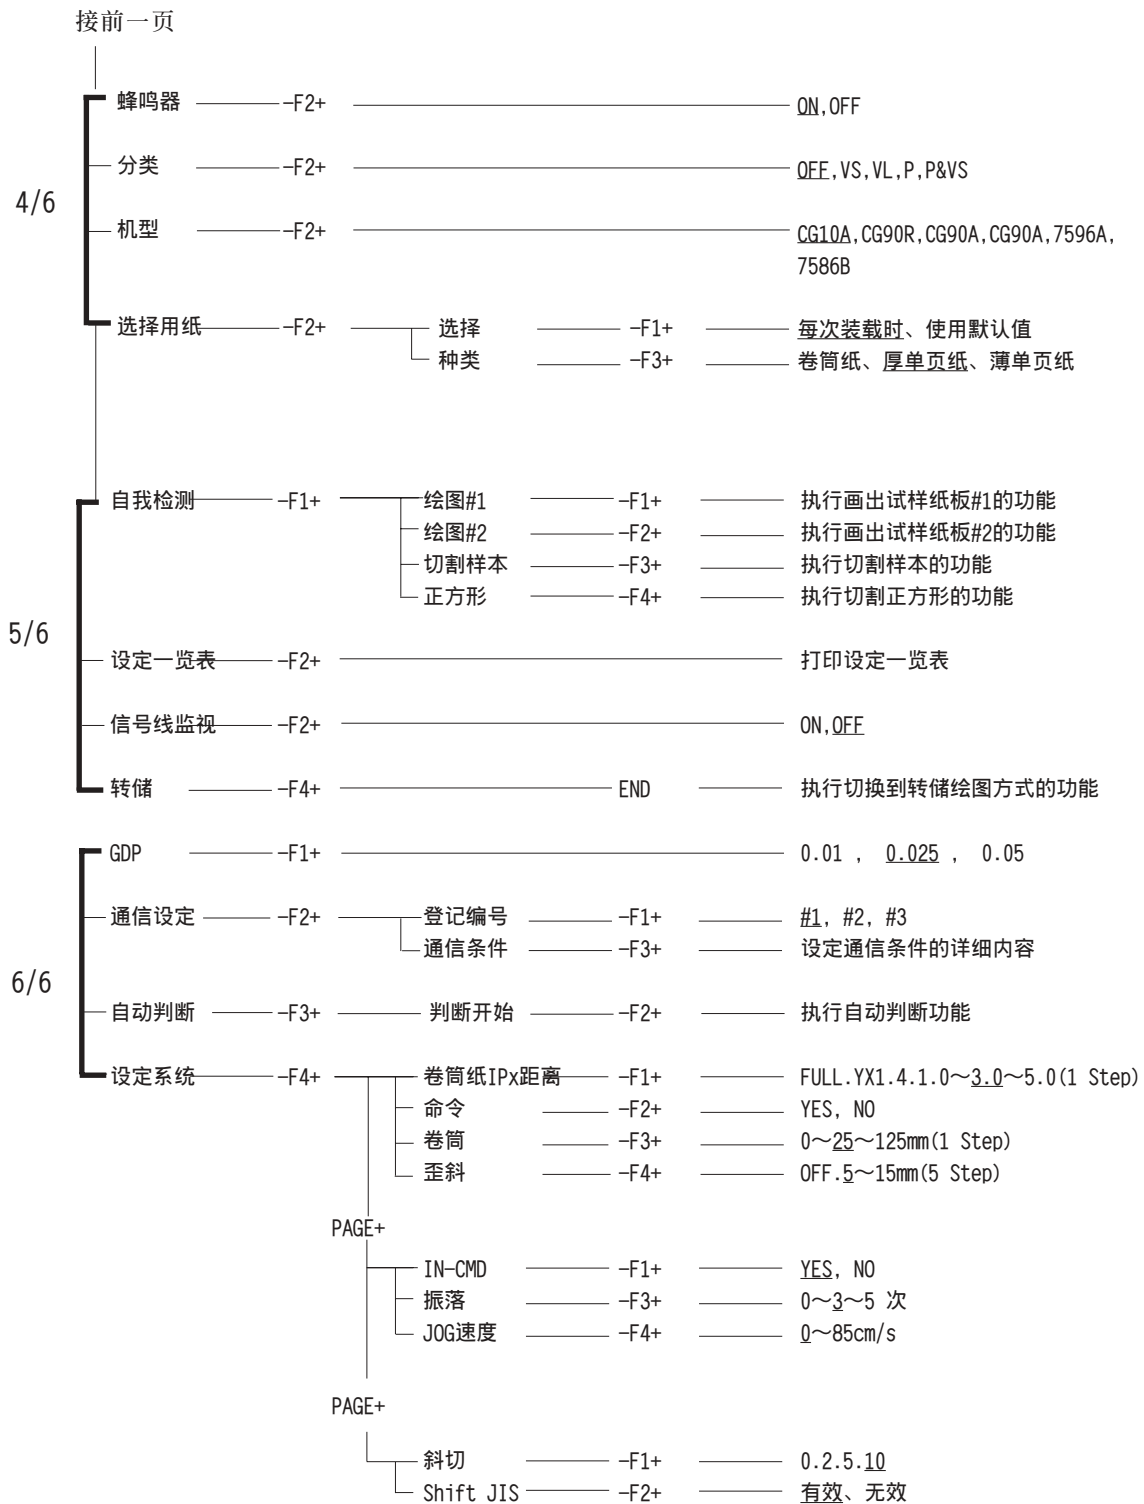 接前一页
蜂鸣器 —F2+ ON,OFF
分类 —F2+ OFF,VS,VL,P,P&VS
4/6
机型 —F2+ CG10A,CG90R,CG90A,CG90A,7596A,
7586B
选择用纸 —F2+ 选择 —F1+ 每次装载时、使用默认值
种类 —F3+ 卷筒纸、厚单页纸、薄单页纸
自我检测 —F1+ 绘图#1 —F1+ 执行画出试样纸板#1的功能
绘图#2 —F2+ 执行画出试样纸板#2的功能
切割样本 —F3+ 执行切割样本的功能
正方形 —F4+ 执行切割正方形的功能
5/6
设定一览表 —F2+ 打印设定一览表
信号线监视 —F2+ ON,OFF
转储 —F4+ END 执行切换到转储绘图方式的功能
GDP —F1+ 0.01 , 0.025 , 0.05
通信设定 —F2+ 登记编号 —F1+ #1, #2, #3
通信条件 —F3+ 设定通信条件的详细内容
6/6
自动判断 —F3+ 判断开始 —F2+ 执行自动判断功能
设定系统 —F4+ 卷筒纸IPx距离 —F1+ FULL.YX1.4.1.0～3.0～5.0(1 Step)
命令 —F2+ YES, NO
卷筒 —F3+ 0～25～125mm(1 Step)
歪斜 —F4+ OFF.5～15mm(5 Step)
PAGE+
IN-CMD —F1+ YES, NO
振落 —F3+ 0～3～5 次
JOG速度 —F4+ 0～85cm/s
PAGE+
斜切 —F1+ 0.2.5.10
Shift JIS —F2+ 有效、无效